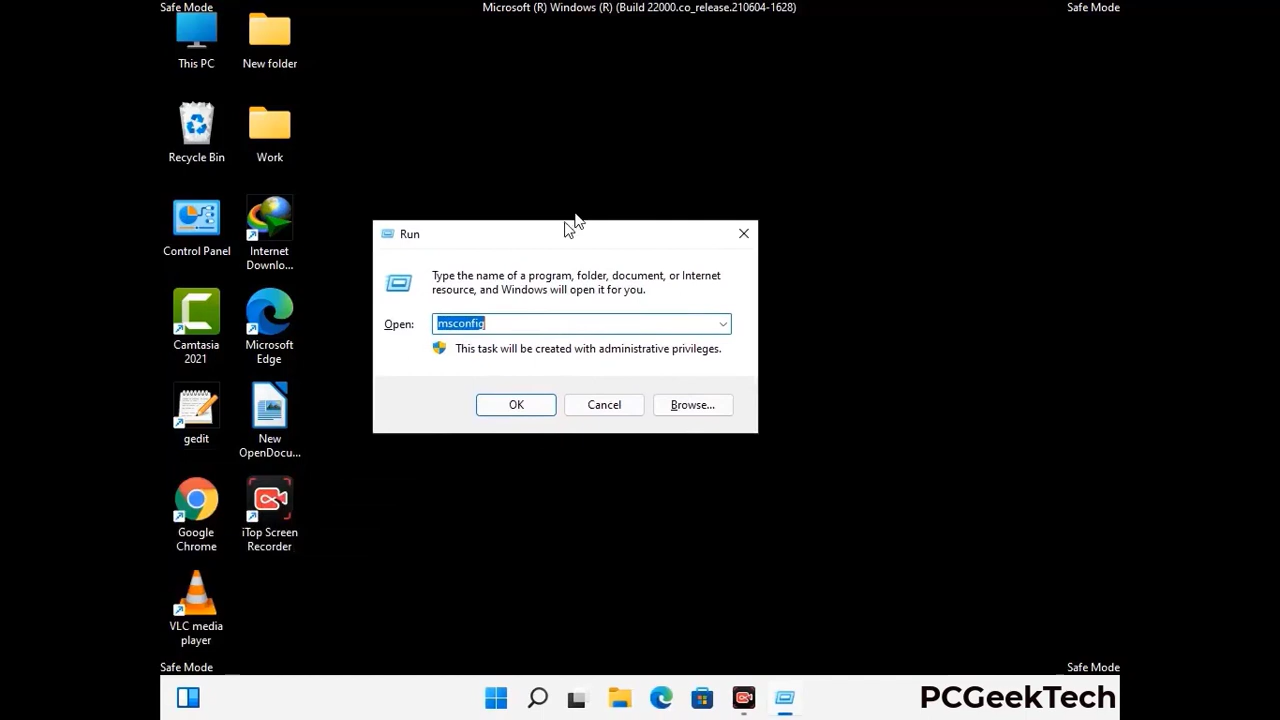 Safe Mode
Microsoft (R) Windows (R) (Build 22000.co_release.210604-1628)
Safe Mode
This PC
New folder
Recycle Bin
Work
Control Panel
Internet
Downlo...
Camtasia
2021
Microsoft
Edge
gedit
New
OpenDocu...
Google
Chrome
iTop Screen
Recorder
VLC media
player
Run
Type the name of a program, folder, document, or Internet
resource, and Windows will open it for you.
Open:
msconfig
This task will be created with administrative privileges.
OK
Cancel
Browse...
Safe Mode
Safe Mode
PCGeekTech